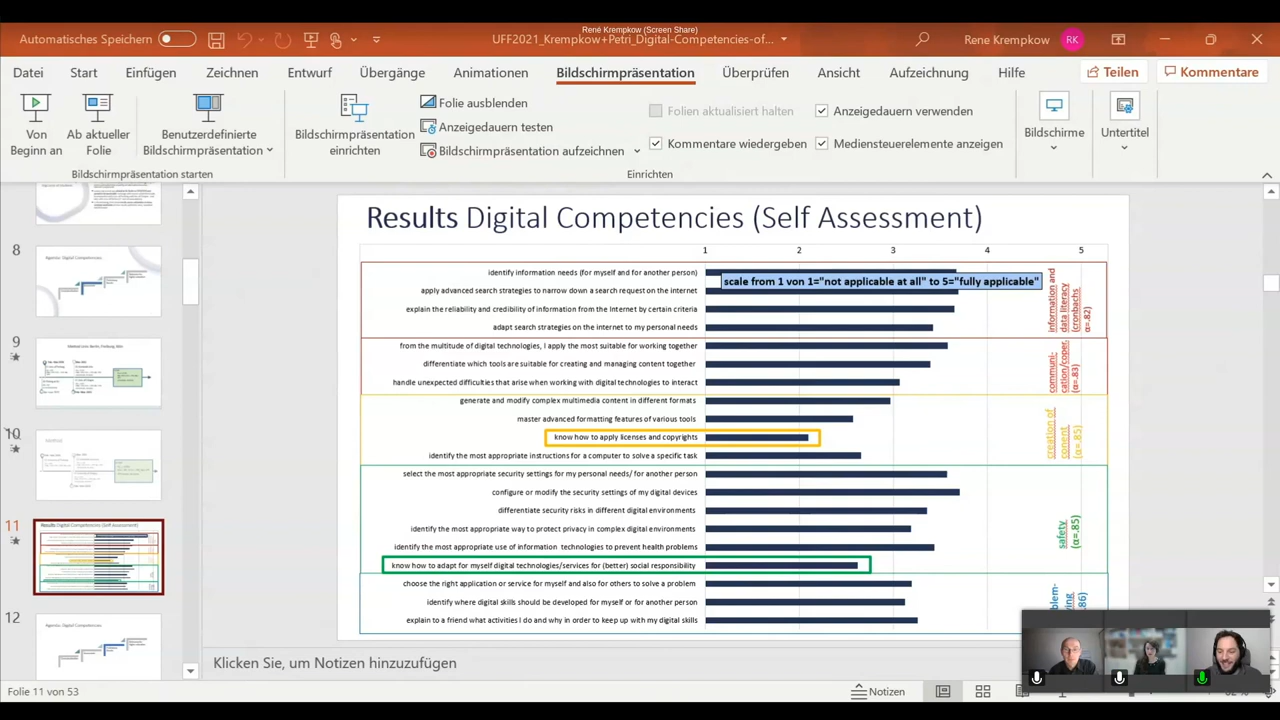 René Krempkow (Screen Share)
Automatisches Speichern
UFF2021_Krempkow+Petri_Digital-Competencies-of...
Rene Krempkow
RK
Datei Start Einfügen Zeichnen Entwurf Übergänge Animationen Bildschirmpräsentation Überprüfen Ansicht Aufzeichnung Hilfe Teilen Kommentare
Von
Beginn an
Ab aktueller
Folie
Benutzerdefinierte
Bildschirmpräsentation
Bildschirmpräsentation starten
Bildschirmpräsentation
einrichten
Folie ausblenden
Anzeigedauern testen
Bildschirmpräsentation aufzeichnen
Folien aktualisiert halten
Kommentare wiedergeben
Anzeigedauern verwenden
Mediensteuerelemente anzeigen
Einrichten
Bildschirme
Untertitel
8
9
10
11
12
Results Digital Competencies (Self Assessment)
1 2 3 4 5
scale from 1 von 1="not applicable at all" to 5="fully applicable"
identify information needs (for myself and for another person)
apply advanced search strategies to narrow down a search request on the internet
explain the reliability and credibility of information from the Internet by certain criteria
adapt search strategies on the internet to my personal needs
from the multitude of digital technologies, I apply the most suitable for working together
differentiate which tools are suitable for creating and managing content together
handle unexpected difficulties that arise when working with digital technologies to interact
generate and modify complex multimedia content in different formats
master advanced formatting features of various tools
know how to apply licenses and copyrights
identify the most appropriate instructions for a computer to solve a specific task
select the most appropriate security settings for my personal needs/ for another person
configure or modify the security settings of my digital devices
differentiate security risks in different digital environments
identify the most appropriate way to protect privacy in complex digital environments
identify the most appropriate use of information technologies to prevent health problems
know how to adapt for myself digital technologies/services for (better) social responsibility
choose the right application or service for myself and also for others to solve a problem
identify where digital skills should be developed for myself or for another person
explain to a friend what activities I do and why in order to keep up with my digital skills
information and
data literacy
(cronbachs
α=.82)
communi-
cation/coper.
(α=.83)
creation of
conent
(α=.85)
safety
(α=.85)
Klicken Sie, um Notizen hinzuzufügen
Folie 11 von 53
Notizen